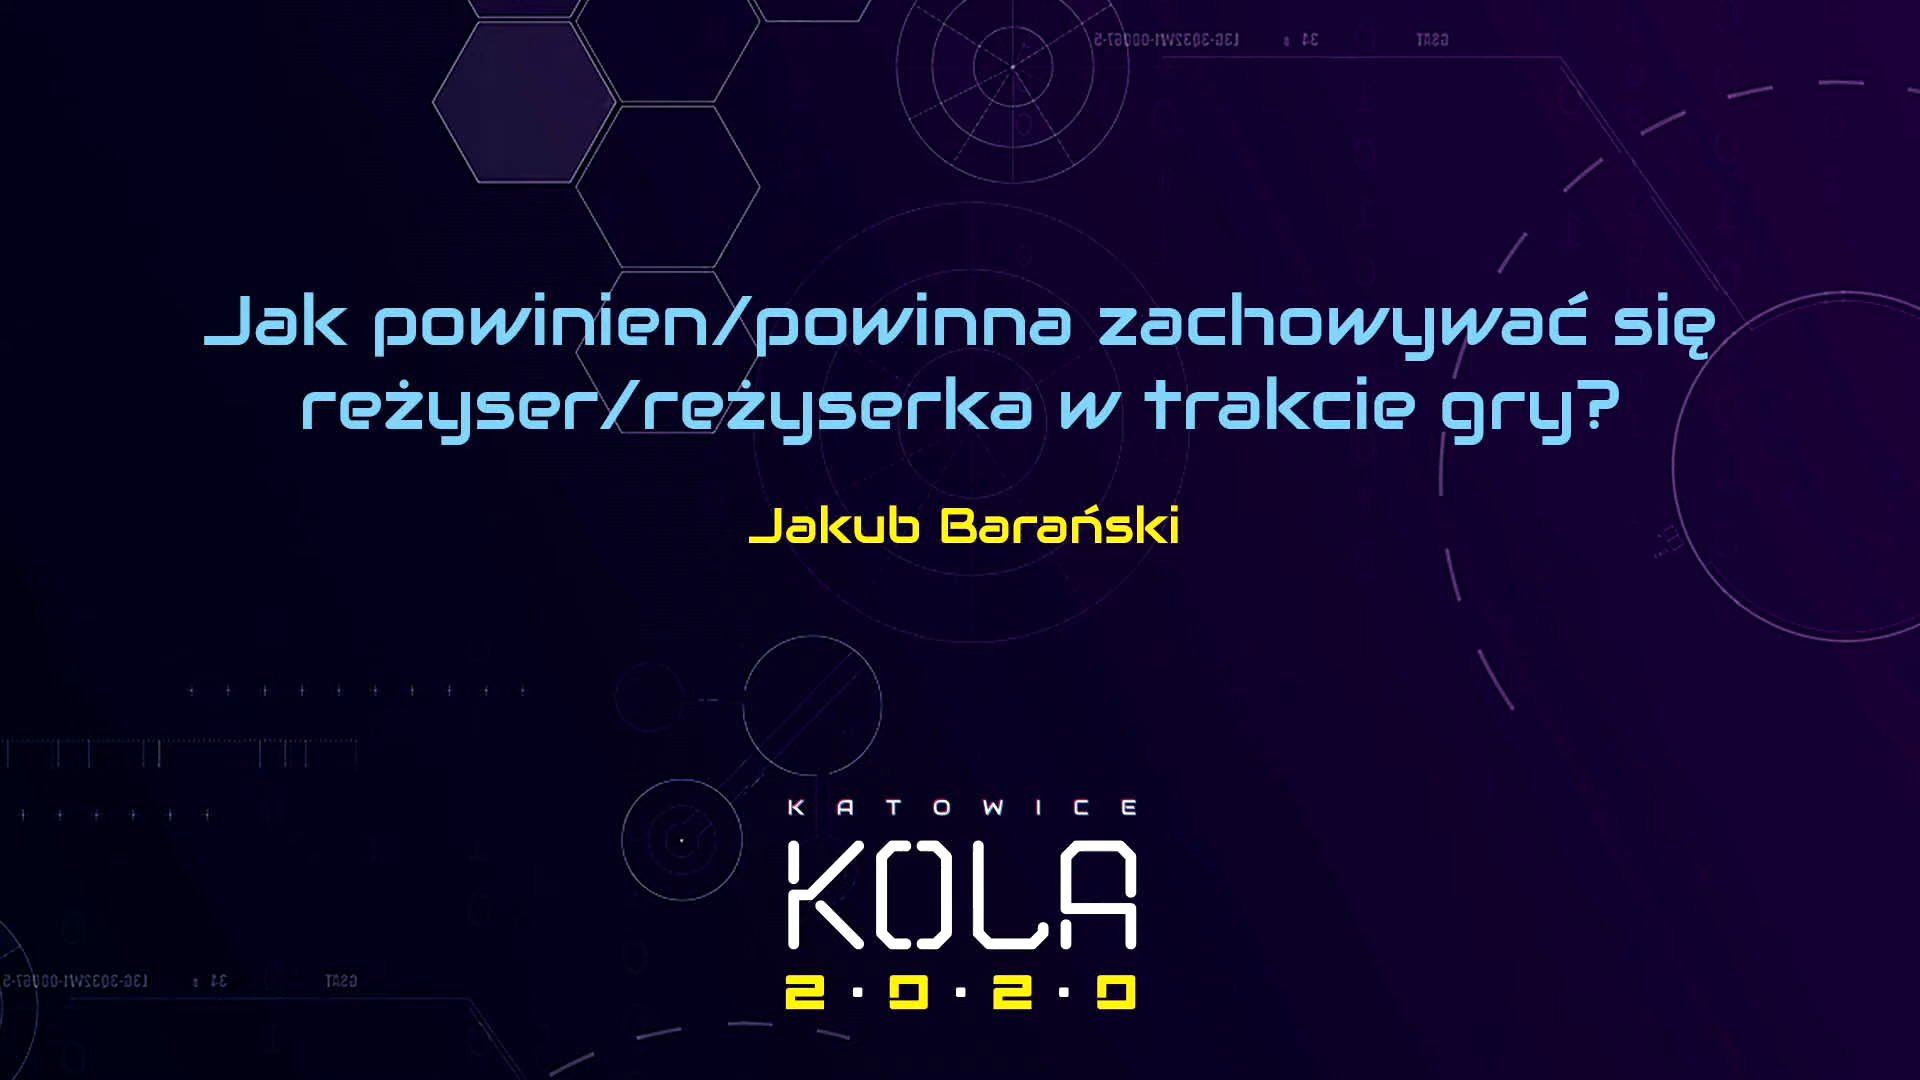 Jak powinien/powinna zachowywać się
reżyser/reżyserka w trakcie gry?
Jakub Barański
KATOWICE
KOLA
2·0·2·0